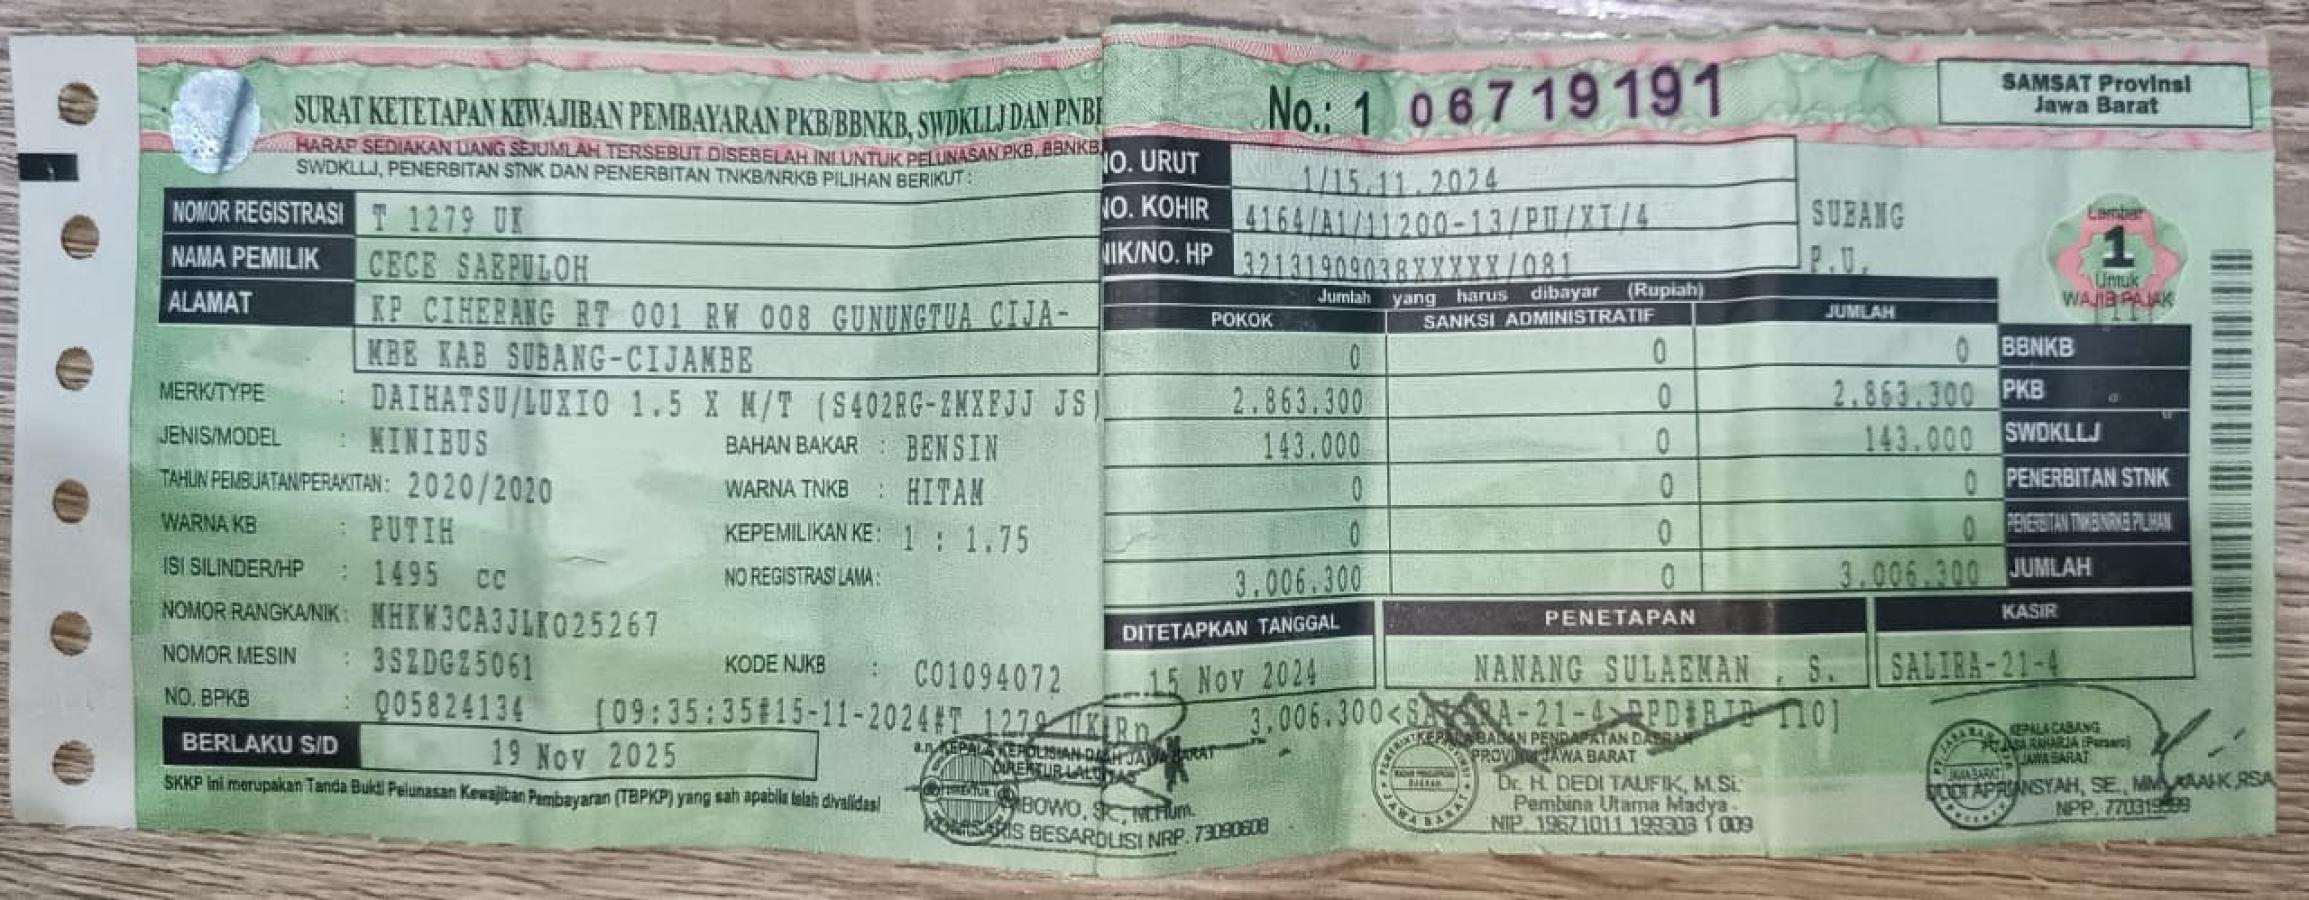 SURAT KETETAPAN KEWAJIBAN PEMBAYARAN PKB/BBNKB, SWDKLLJ DAN PNBP
HARAP SEDIAKAN UANG SEJUMLAH TERSEBUT DISEBELAH INI UNTUK PELUNASAN PKB, BBNKB,
SWDKLLJ, PENERBITAN STNK DAN PENERBITAN TNKB/NRKB PILIHAN BERIKUT :
NOMOR REGISTRASI T 1279 UK
NAMA PEMILIK CECE SAEPULOH
ALAMAT KP CIHERANG RT 001 RW 008 GUNUNGTUA CIJA-
MBE KAB SUBANG-CIJAMBE
MERK/TYPE : DAIHATSU/LUXIO 1.5 X M/T (S402RG-ZMXFJJ JS)
JENIS/MODEL : MINIBUS BAHAN BAKAR : BENSIN
TAHUN PEMBUATAN/PERAKITAN: 2020/2020 WARNA TNKB : HITAM
WARNA KB : PUTIH KEPEMILIKAN KE: 1 : 1.75
ISI SILINDER/HP : 1495 cc NO REGISTRASI LAMA:
NOMOR RANGKA/NIK: MHKW3CA3JLK025267
NOMOR MESIN : 3SZDGZ5061 KODE NJKB : C01094072
NO. BPKB : Q05824134 [09:35:35#15-11-2024#T 1279 UK#Rp 3.006.300<SALIRA-21-4>
BERLAKU S/D 19 Nov 2025
SKKP ini merupakan Tanda Bukti Pelunasan Kewajiban Pembayaran (TBPKP) yang sah apabila telah divalidasi
a.n. KEPALA KEPOLISIAN DAERAH JAWA BARAT
DIREKTUR LALU LINTAS
KOMISARIS BESAR POLISI NRP. 73090608
No.: 1 06719191
SAMSAT Provinsi
Jawa Barat
NO. URUT 1/15.11.2024
NO. KOHIR 4164/A1/11200-13/PU/XI/4 SUBANG
NIK/NO. HP 32131909038XXXXX/081 P.U.
Lembar
1
Untuk
WAJIB PAJAK
Jumlah yang harus dibayar (Rupiah)
POKOK SANKSI ADMINISTRATIF JUMLAH
0 0 0 BBNKB
2.863.300 0 2.863.300 PKB
143.000 0 143.000 SWDKLLJ
0 0 0 PENERBITAN STNK
0 0 0 PENERBITAN TNKB/NRKB PILIHAN
3.006.300 0 3.006.300 JUMLAH
DITETAPKAN TANGGAL PENETAPAN KASIR
15 Nov 2024 NANANG SULAEMAN , S. SALIRA-21-4
KEPALA BADAN PENDAPATAN DAERAH
PROVINSI JAWA BARAT
Dr. H. DEDI TAUFIK, M.Si.
Pembina Utama Madya
NIP. 19671011 199303 1 009
KEPALA CABANG
PT JASA RAHARJA (Persero)
JAWA BARAT